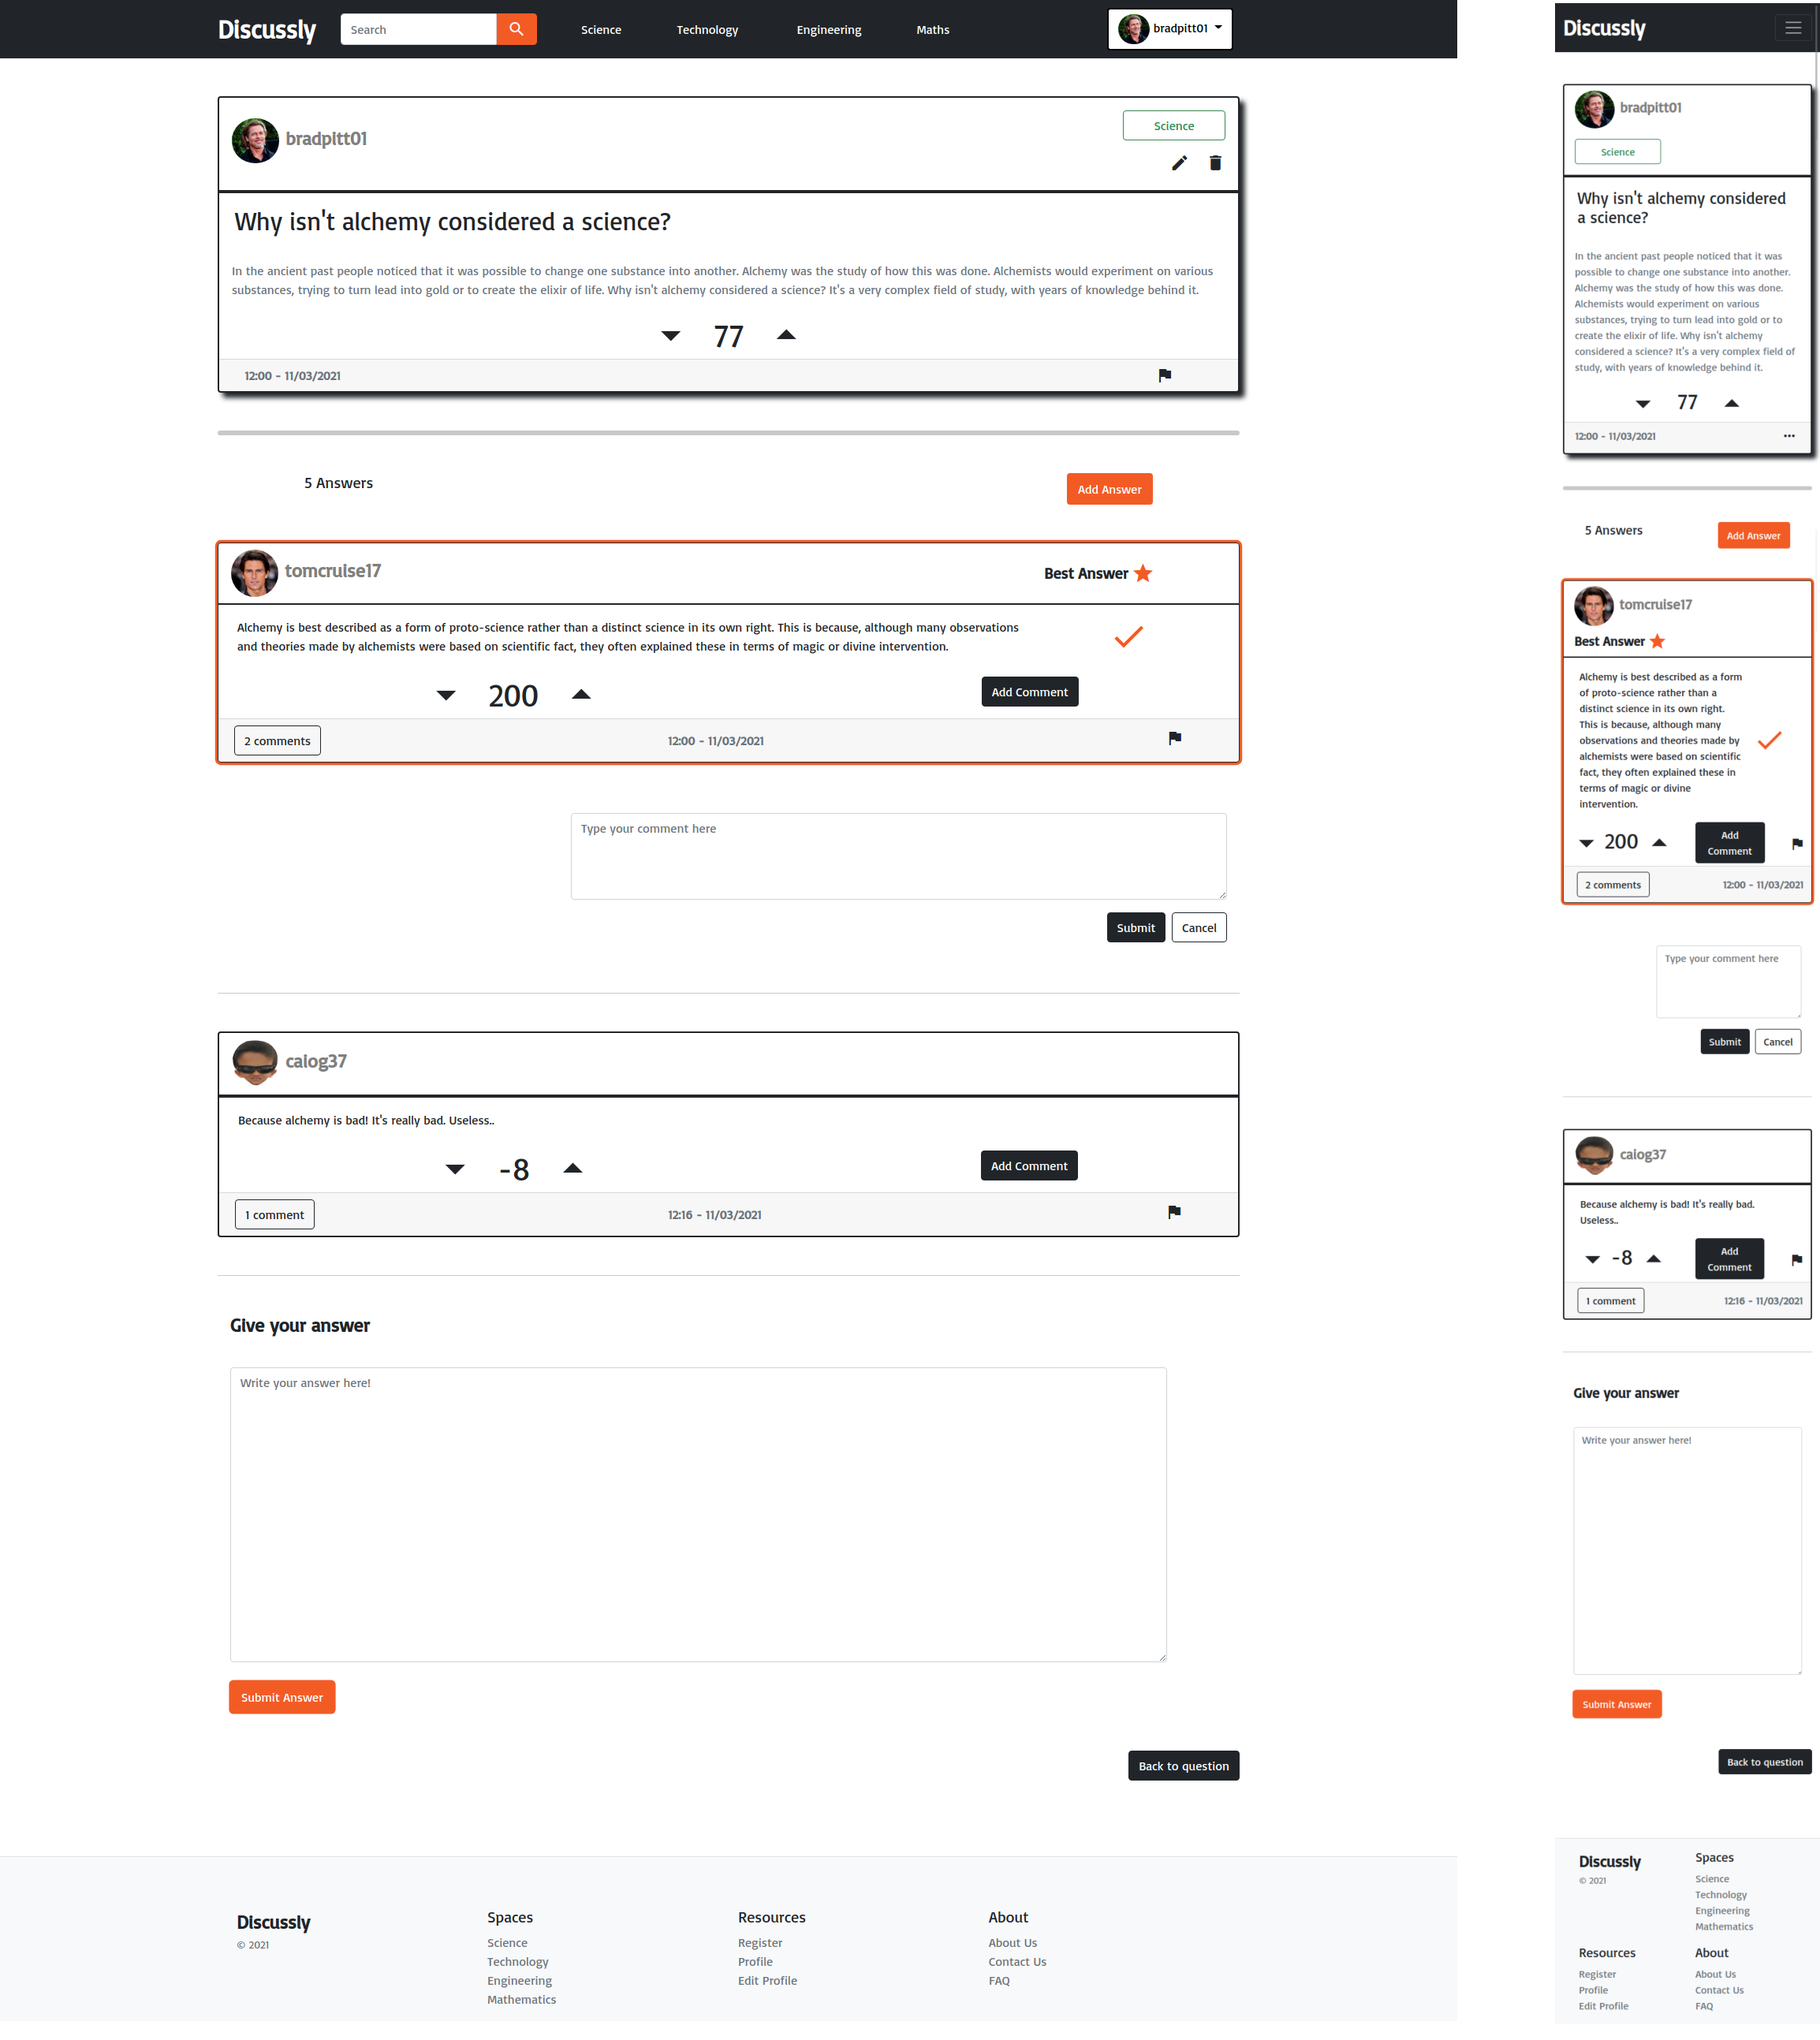 Discussly
Search
Science
Technology
Engineering
Maths
bradpitt01
bradpitt01
Science
Why isn't alchemy considered a science?
In the ancient past people noticed that it was possible to change one substance into another. Alchemy was the study of how this was done. Alchemists would experiment on various
substances, trying to turn lead into gold or to create the elixir of life. Why isn't alchemy considered a science? It's a very complex field of study, with years of knowledge behind it.
77
12:00 - 11/03/2021
5 Answers
Add Answer
tomcruise17
Best Answer
Alchemy is best described as a form of proto-science rather than a distinct science in its own right. This is because, although many observations
and theories made by alchemists were based on scientific fact, they often explained these in terms of magic or divine intervention.
200
Add Comment
2 comments
12:00 - 11/03/2021
Type your comment here
Submit
Cancel
caiog37
Because alchemy is bad! It's really bad. Useless..
-8
Add Comment
1 comment
12:16 - 11/03/2021
Give your answer
Write your answer here!
Submit Answer
Back to question
Discussly
© 2021
Spaces
Science
Technology
Engineering
Mathematics
Resources
Register
Profile
Edit Profile
About
About Us
Contact Us
FAQ
Discussly
bradpitt01
Science
Why isn't alchemy considered
a science?
In the ancient past people noticed that it was
possible to change one substance into another.
Alchemy was the study of how this was done.
Alchemists would experiment on various
substances, trying to turn lead into gold or to
create the elixir of life. Why isn't alchemy
considered a science? It's a very complex field of
study, with years of knowledge behind it.
77
12:00 - 11/03/2021
5 Answers
Add Answer
tomcruise17
Best Answer
Alchemy is best described as a form
of proto-science rather than a
distinct science in its own right.
This is because, although many
observations and theories made by
alchemists were based on scientific
fact, they often explained these in
terms of magic or divine
intervention.
200
Add
Comment
2 comments
12:00 - 11/03/2021
Type your comment here
Submit
Cancel
caiog37
Because alchemy is bad! It's really bad.
Useless..
-8
Add
Comment
1 comment
12:16 - 11/03/2021
Give your answer
Write your answer here!
Submit Answer
Back to question
Discussly
© 2021
Spaces
Science
Technology
Engineering
Mathematics
Resources
Register
Profile
Edit Profile
About
About Us
Contact Us
FAQ